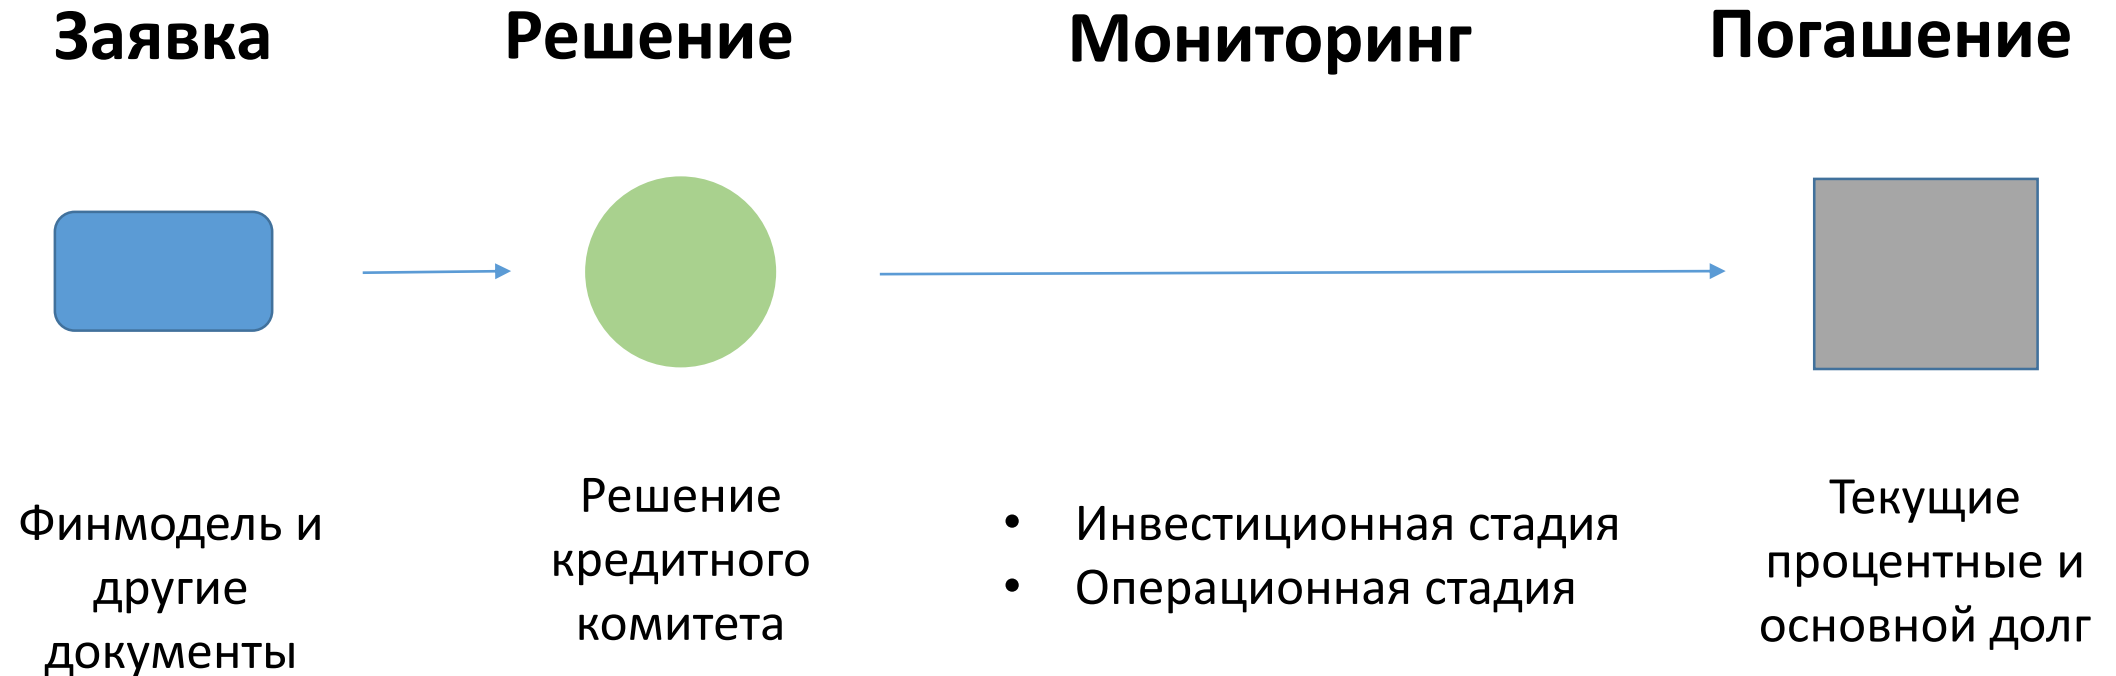 Заявка
Решение
Мониторинг
Погашение
Финмодель и
другие
документы
Решение
кредитного
комитета
• Инвестиционная стадия
• Операционная стадия
Текущие
процентные и
основной долг